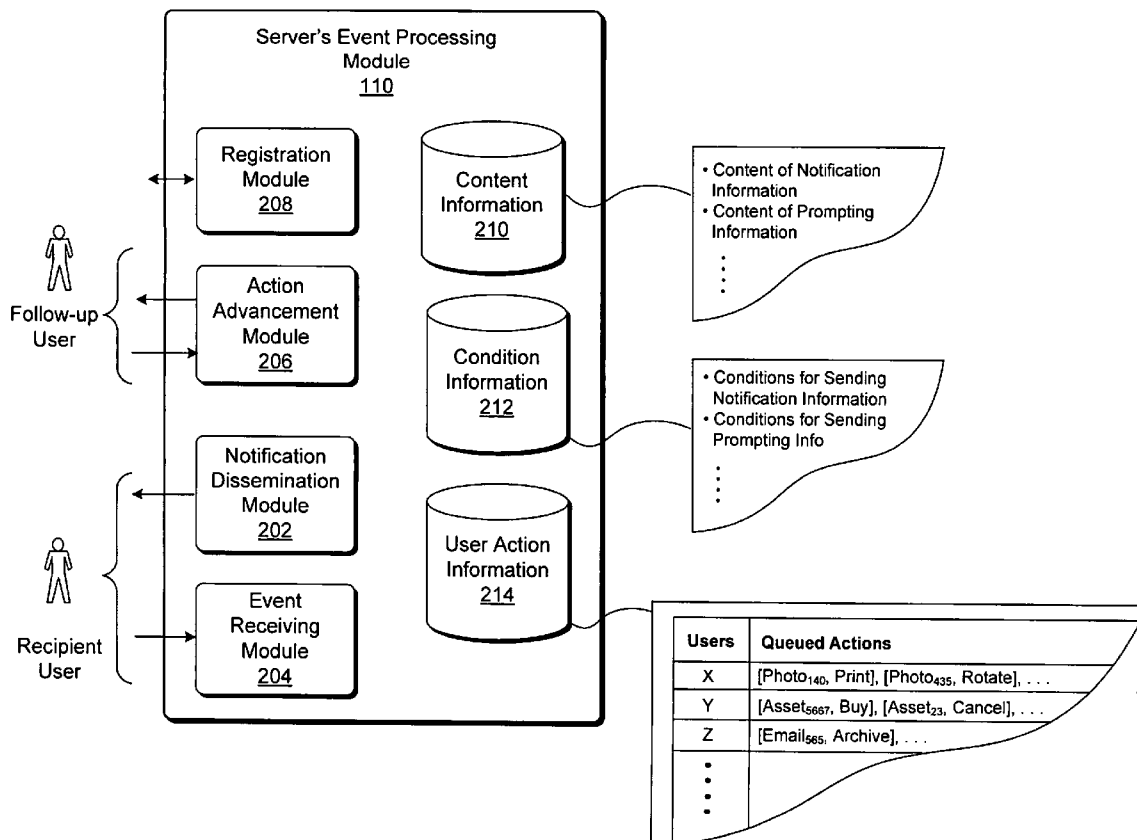 Server's Event Processing
Module
110
Registration
Module
208
Content
Information
210
• Content of Notification
Information
• Content of Prompting
Information
Follow-up
User
Action
Advancement
Module
206
Condition
Information
212
• Conditions for Sending
Notification Information
• Conditions for Sending
Prompting Info
Notification
Dissemination
Module
202
User Action
Information
214
Recipient
User
Event
Receiving
Module
204
Users Queued Actions
X [Photo140, Print], [Photo435, Rotate], . . .
Y [Asset5667, Buy], [Asset23, Cancel], . . .
Z [Email565, Archive], . . .